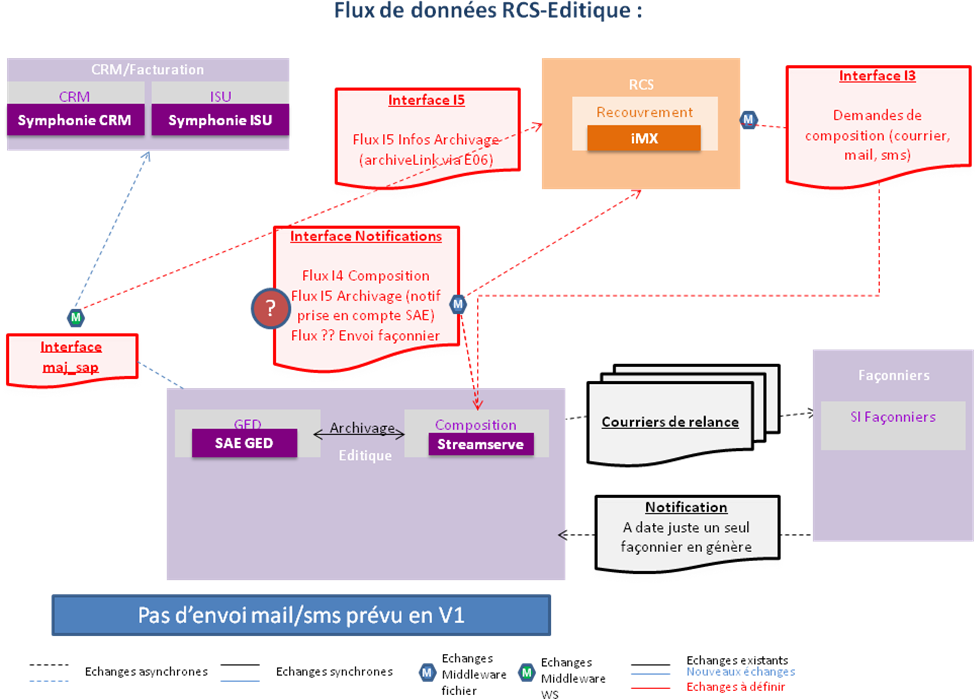 Flux de données RCS-Editique :
CRM/Facturation
CRM
Symphonie CRM
ISU
Symphonie ISU
Interface I5
Flux I5 Infos Archivage
(archiveLink via E06)
RCS
Recouvrement
iMX
M
Interface I3
Demandes de
composition (courrier,
mail, sms)
Interface Notifications
Flux I4 Composition
Flux I5 Archivage (notif
prise en compte SAE)
Flux ?? Envoi façonnier
?
M
M
Interface
maj_sap
GED
SAE GED
Archivage
Editique
Composition
Streamserve
Courriers de relance
Façonniers
SI Façonniers
Notification
A date juste un seul
façonnier en génère
Pas d'envoi mail/sms prévu en V1
Echanges asynchrones
Echanges synchrones
M
Echanges
Middleware
fichier
M
Echanges
Middleware
WS
Echanges existants
Nouveaux échanges
Echanges à définir